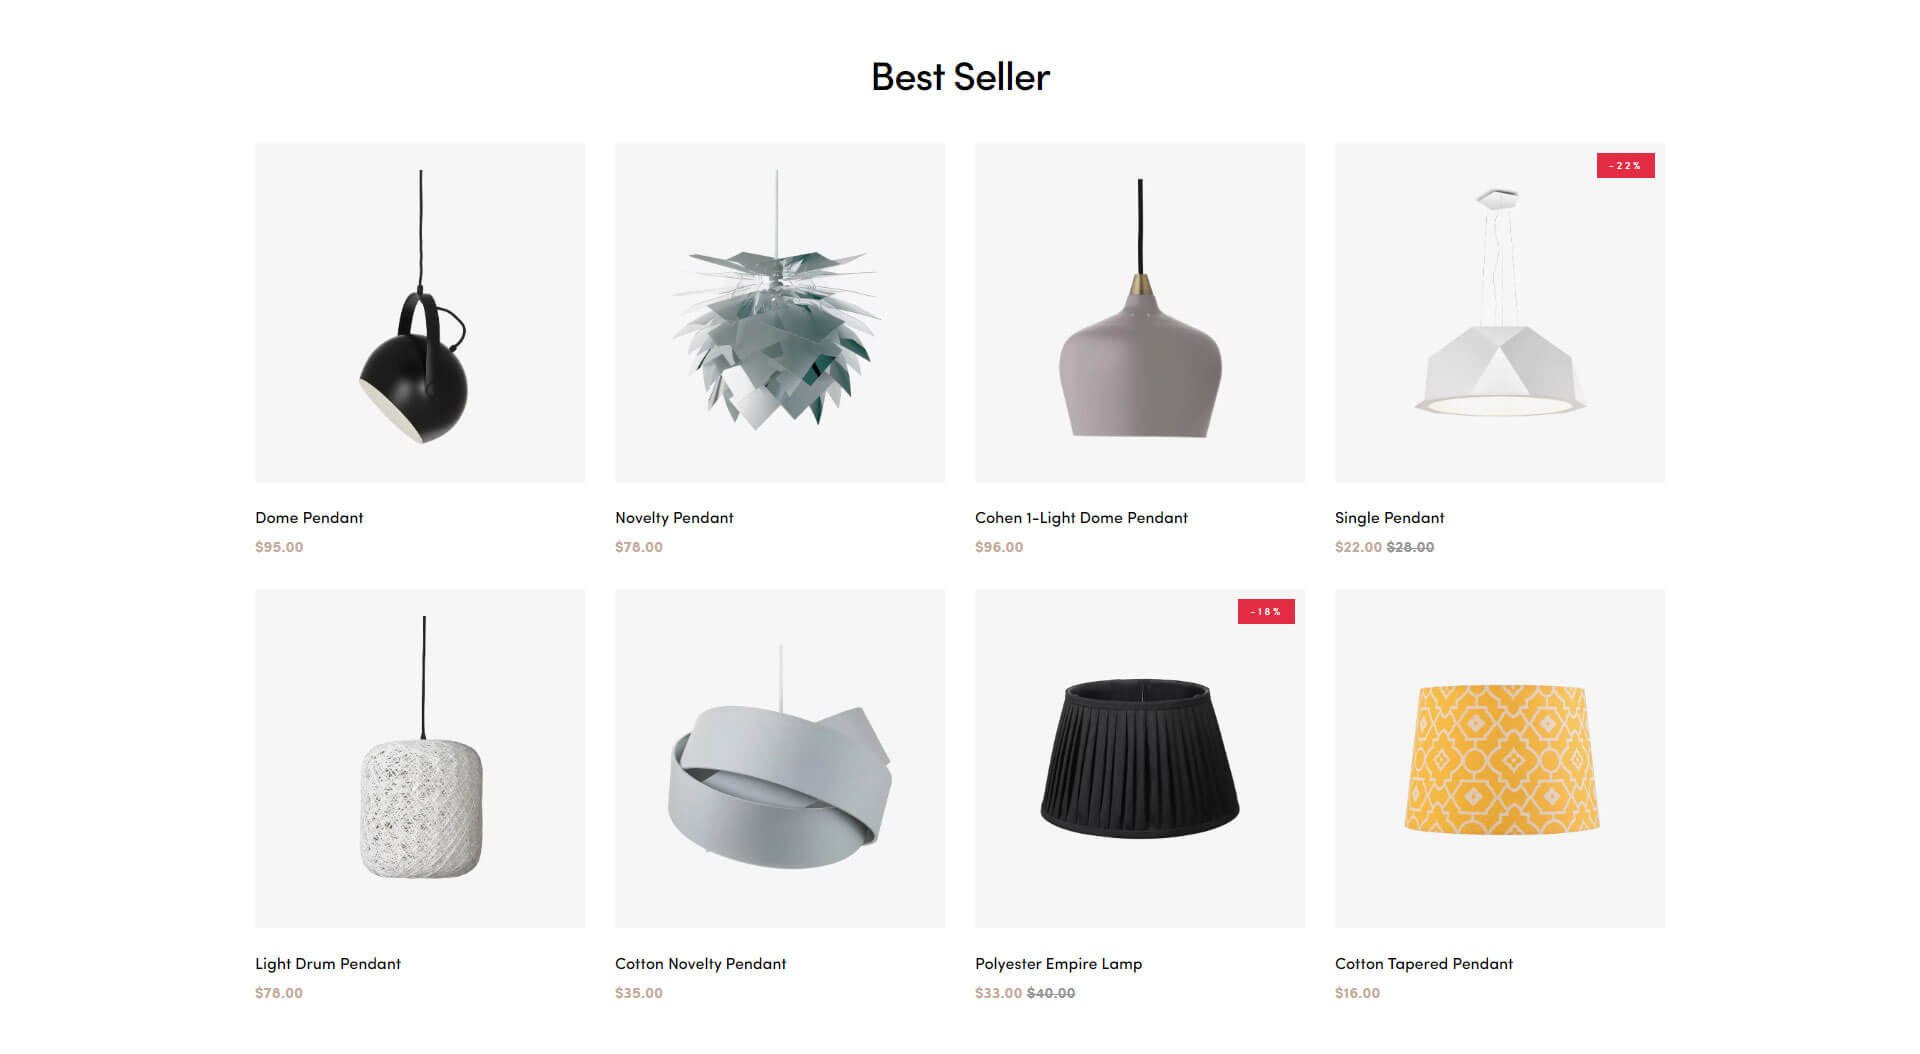 Best Seller
-22%
Dome Pendant
$95.00
Novelty Pendant
$78.00
Cohen 1-Light Dome Pendant
$96.00
Single Pendant
$22.00 $28.00
-18%
Light Drum Pendant
$78.00
Cotton Novelty Pendant
$35.00
Polyester Empire Lamp
$33.00 $40.00
Cotton Tapered Pendant
$16.00